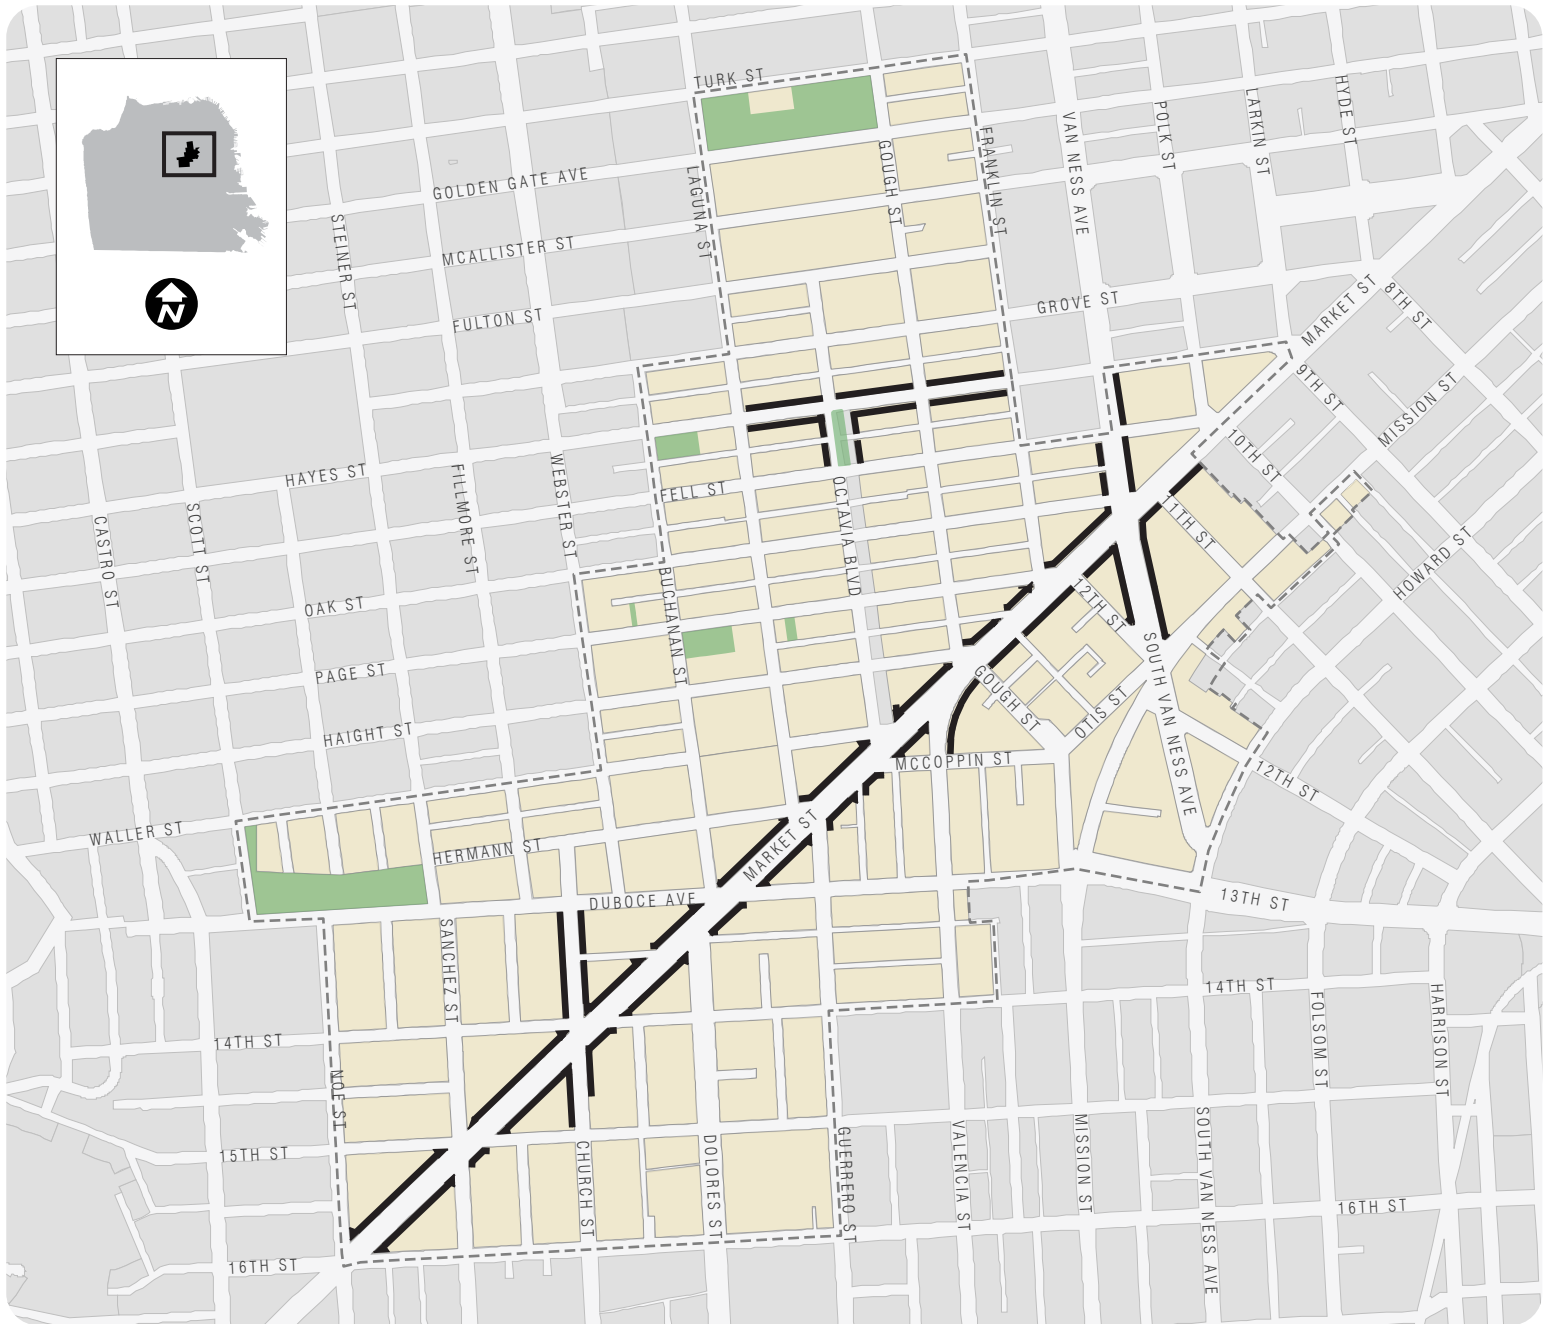 TURK ST
GOLDEN GATE AVE
MCALLISTER ST
FULTON ST
STEINER ST
LAGUNA ST
GOUGH ST
FRANKLIN ST
VAN NESS AVE
POLK ST
LARKIN ST
HYDE ST
GROVE ST
MARKET ST
8TH ST
9TH ST
MISSION ST
10TH ST
HOWARD ST
11TH ST
12TH ST
N
HAYES ST
FELL ST
OCTAVIA BLVD
WEBSTER ST
FILLMORE ST
SCOTT ST
CASTRO ST
OAK ST
BUCHANAN ST
PAGE ST
HAIGHT ST
GOUGH ST
OTIS ST
SOUTH VAN NESS AVE
MCCOPPIN ST
12TH ST
WALLER ST
HERMANN ST
MARKET ST
DUBOCE AVE
13TH ST
SANCHEZ ST
14TH ST
14TH ST
FOLSOM ST
HARRISON ST
NOE ST
15TH ST
CHURCH ST
DOLORES ST
GUERRERO ST
VALENCIA ST
MISSION ST
SOUTH VAN NESS AVE
16TH ST
16TH ST